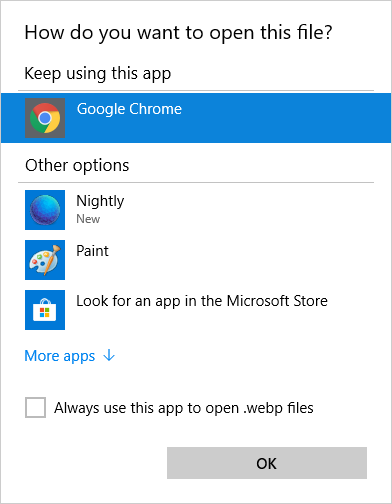 How do you want to open this file?
Keep using this app
Google Chrome
Other options
Nightly
New
Paint
Look for an app in the Microsoft Store
More apps ↓
Always use this app to open .webp files
OK